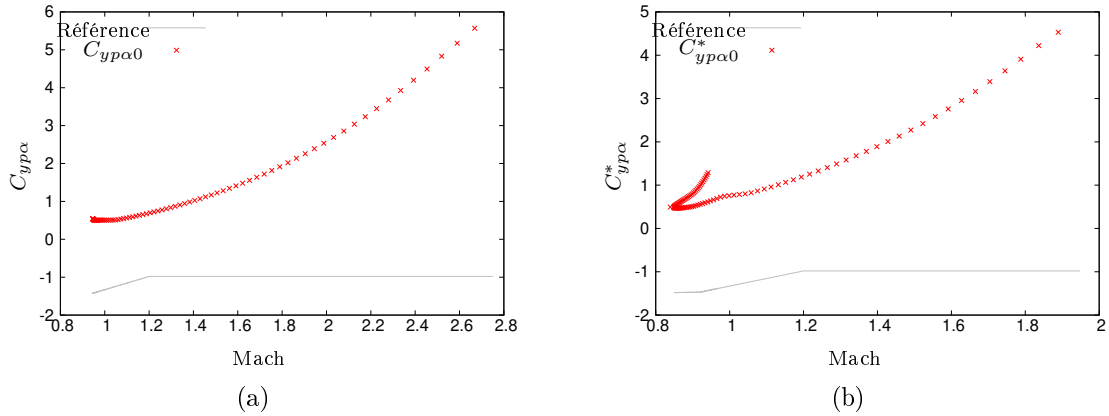 Référence
C_{ypα0}
6
5
4
3
2
1
0
-1
-2
C_{ypα}
0.8 1 1.2 1.4 1.6 1.8 2 2.2 2.4 2.6 2.8
Mach
(a)
Référence
C^*_{ypα0}
5
4
3
2
1
0
-1
-2
C^*_{ypα}
0.8 1 1.2 1.4 1.6 1.8 2
Mach
(b)